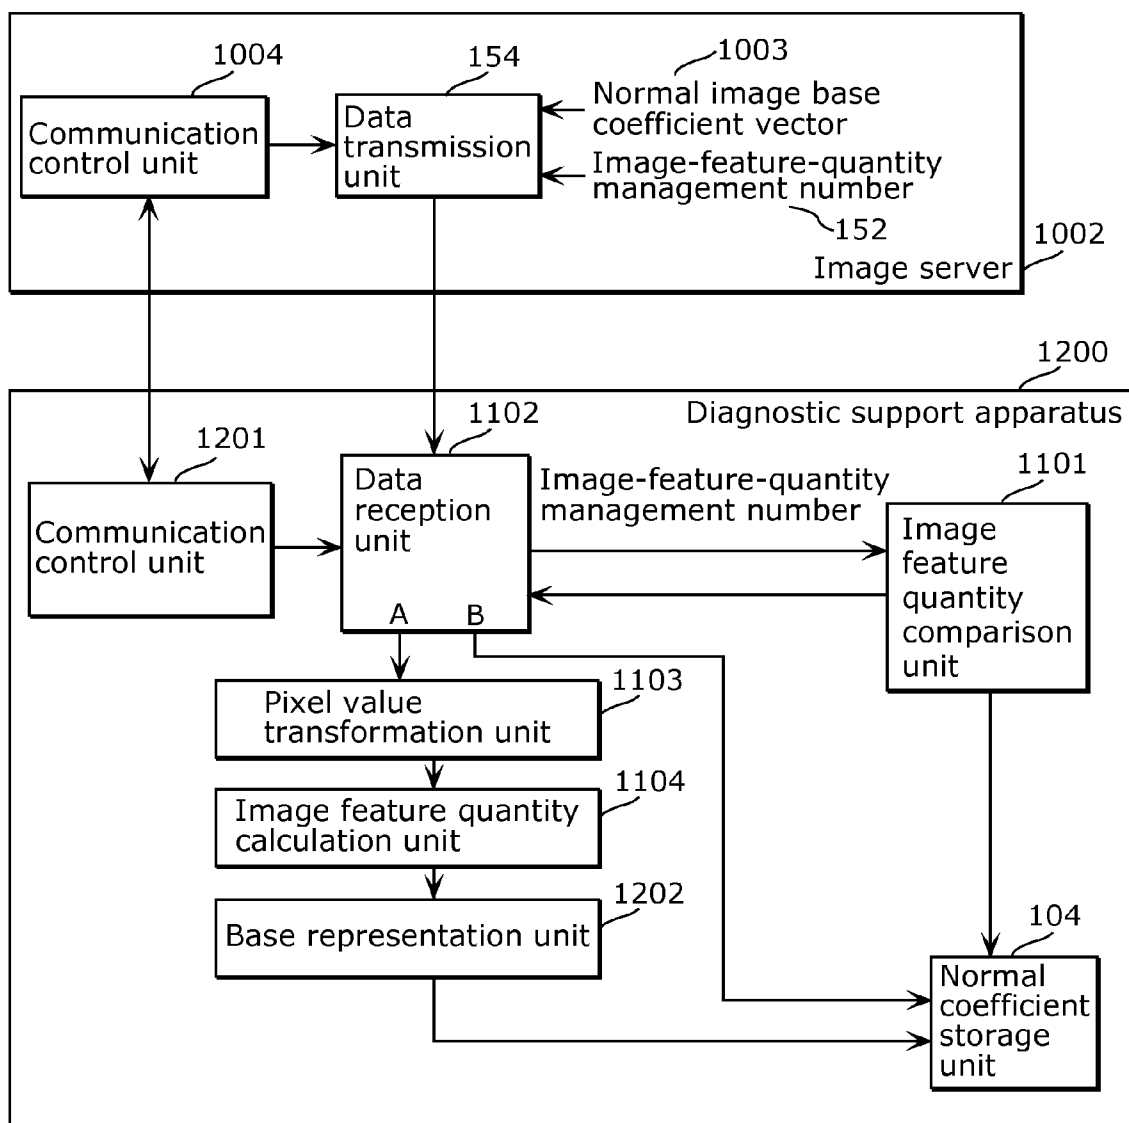 1004
154
1003
Communication
control unit
Data
transmission
unit
Normal image base
coefficient vector
Image-feature-quantity
management number
152
1002
Image server
1200
Diagnostic support apparatus
1201
1102
1101
Communication
control unit
Data
reception
unit
A
B
Image-feature-quantity
management number
Image
feature
quantity
comparison
unit
1103
Pixel value
transformation unit
1104
Image feature quantity
calculation unit
1202
Base representation unit
104
Normal
coefficient
storage
unit